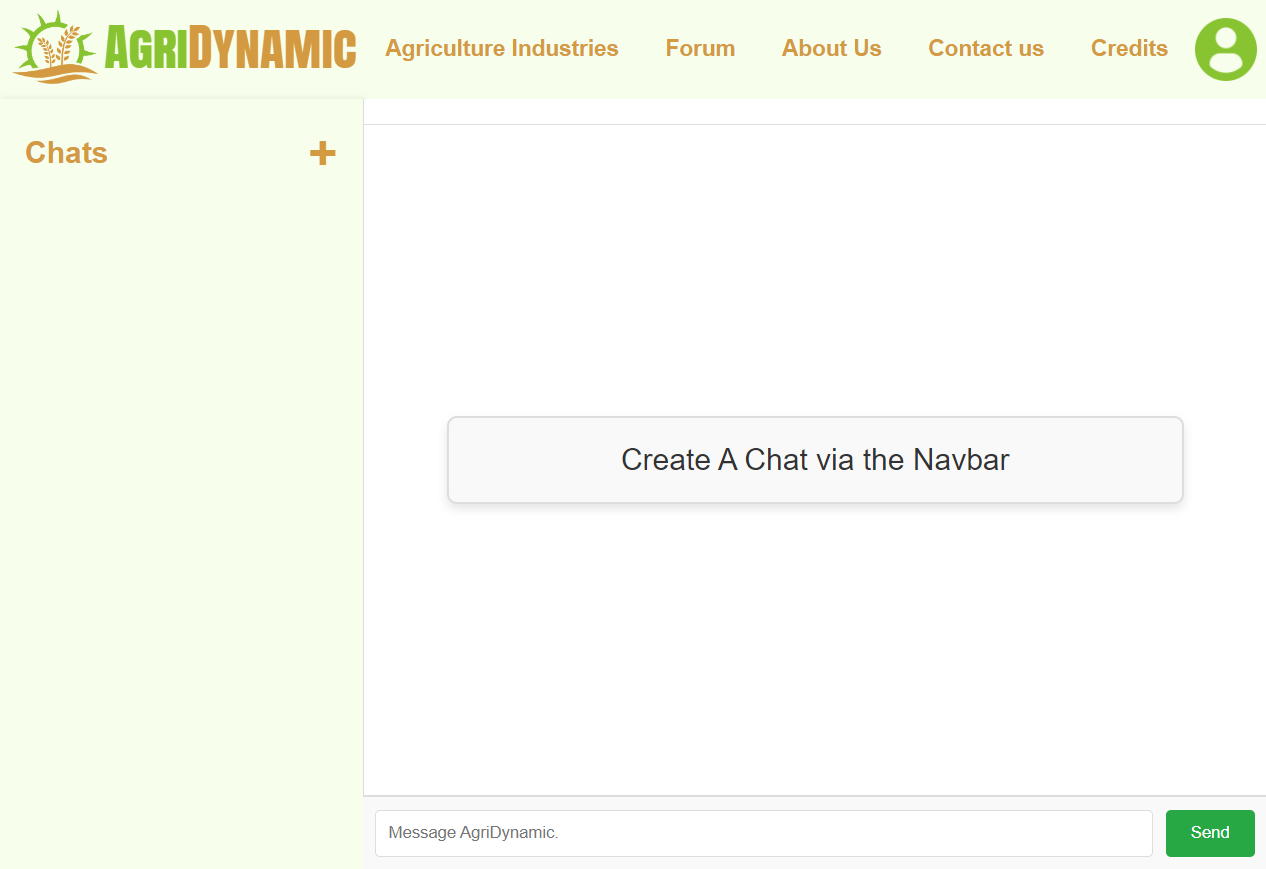 AGRIDYNAMIC
Agriculture Industries
Forum
About Us
Contact us
Credits
Chats
Create A Chat via the Navbar
Message AgriDynamic.
Send